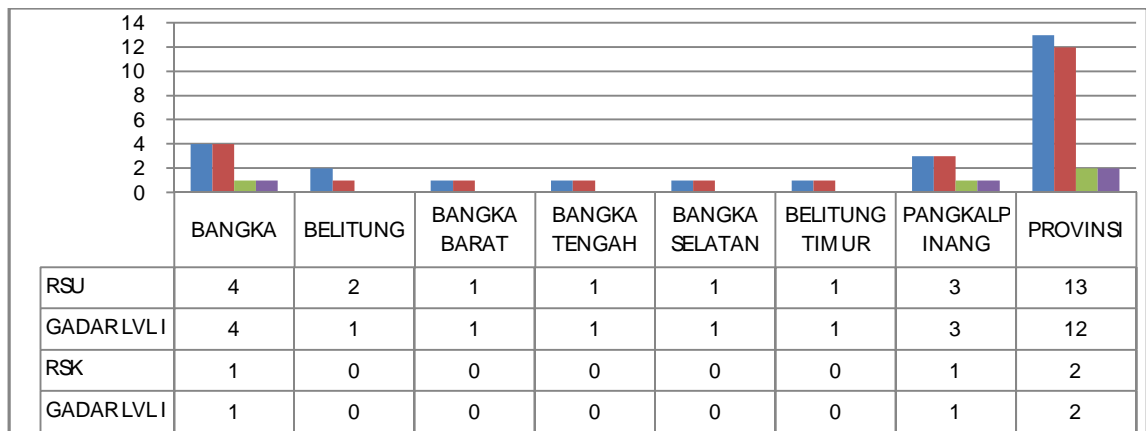 14
12
10
8
6
4
2
0
BANGKA BELITUNG BANGKA BARAT BANGKA TENGAH BANGKA SELATAN BELITUNG TIMUR PANGKALP INANG PROVINSI
RSU 4 2 1 1 1 1 3 13
GADAR LVL I 4 1 1 1 1 1 3 12
RSK 1 0 0 0 0 0 1 2
GADAR LVL I 1 0 0 0 0 0 1 2